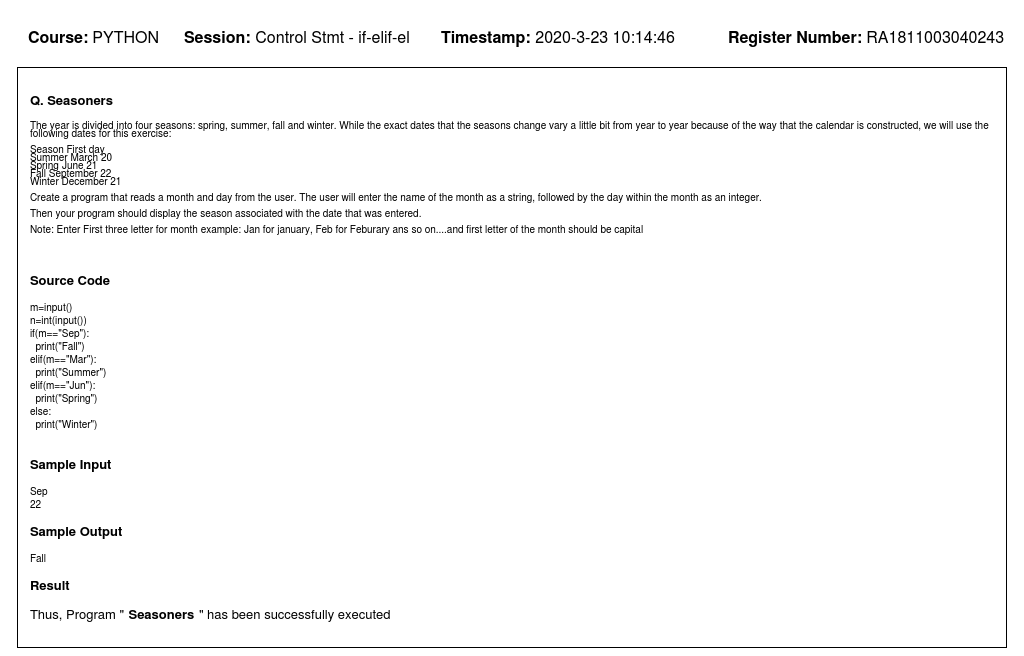 Course: PYTHON Session: Control Stmt - if-elif-el Timestamp: 2020-3-23 10:14:46 Register Number: RA1811003040243
Q. Seasoners
The year is divided into four seasons: spring, summer, fall and winter. While the exact dates that the seasons change vary a little bit from year to year because of the way that the calendar is constructed, we will use the
following dates for this exercise:
Season First day
Summer March 20
Spring June 21
Fall September 22
Winter December 21
Create a program that reads a month and day from the user. The user will enter the name of the month as a string, followed by the day within the month as an integer.
Then your program should display the season associated with the date that was entered.
Note: Enter First three letter for month example: Jan for january, Feb for Feburary ans so on....and first letter of the month should be capital
Source Code
m=input()
n=int(input())
if(m=="Sep"):
  print("Fall")
elif(m=="Mar"):
  print("Summer")
elif(m=="Jun"):
  print("Spring")
else:
  print("Winter")
Sample Input
Sep
22
Sample Output
Fall
Result
Thus, Program " Seasoners " has been successfully executed